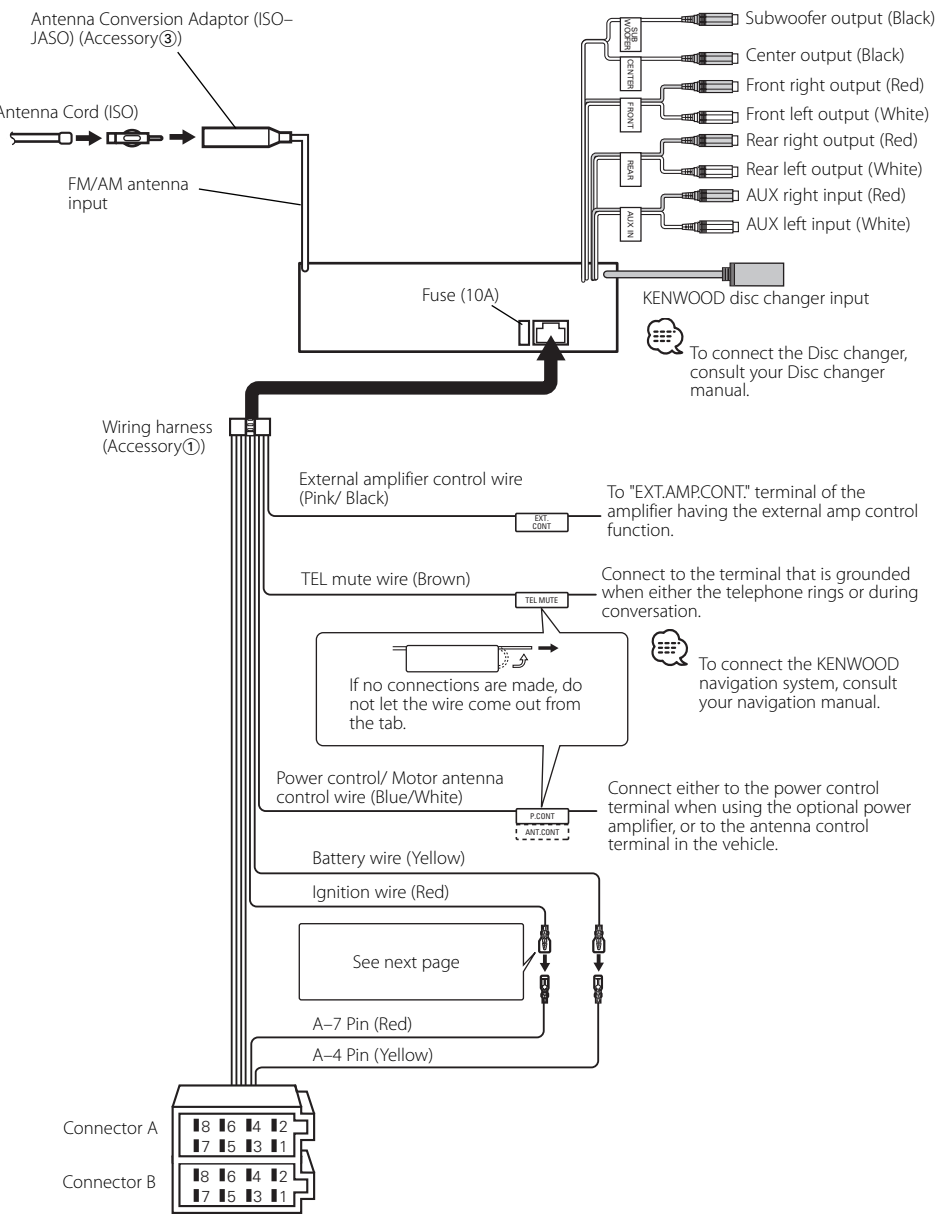 Antenna Conversion Adaptor (ISO–
JASO) (Accessory③)
Antenna Cord (ISO)
FM/AM antenna
input
SUB
WOOFER
CENTER
FRONT
REAR
AUX IN
Subwoofer output (Black)
Center output (Black)
Front right output (Red)
Front left output (White)
Rear right output (Red)
Rear left output (White)
AUX right input (Red)
AUX left input (White)
Fuse (10A)
KENWOOD disc changer input
To connect the Disc changer,
consult your Disc changer
manual.
Wiring harness
(Accessory①)
External amplifier control wire
(Pink/ Black)
EXT.
CONT
To "EXT.AMP.CONT." terminal of the
amplifier having the external amp control
function.
TEL mute wire (Brown)
TEL MUTE
Connect to the terminal that is grounded
when either the telephone rings or during
conversation.
If no connections are made, do
not let the wire come out from
the tab.
To connect the KENWOOD
navigation system, consult
your navigation manual.
Power control/ Motor antenna
control wire (Blue/White)
P.CONT
ANT.CONT
Connect either to the power control
terminal when using the optional power
amplifier, or to the antenna control
terminal in the vehicle.
Battery wire (Yellow)
Ignition wire (Red)
See next page
A–7 Pin (Red)
A–4 Pin (Yellow)
Connector A
8 6 4 2
7 5 3 1
Connector B
8 6 4 2
7 5 3 1